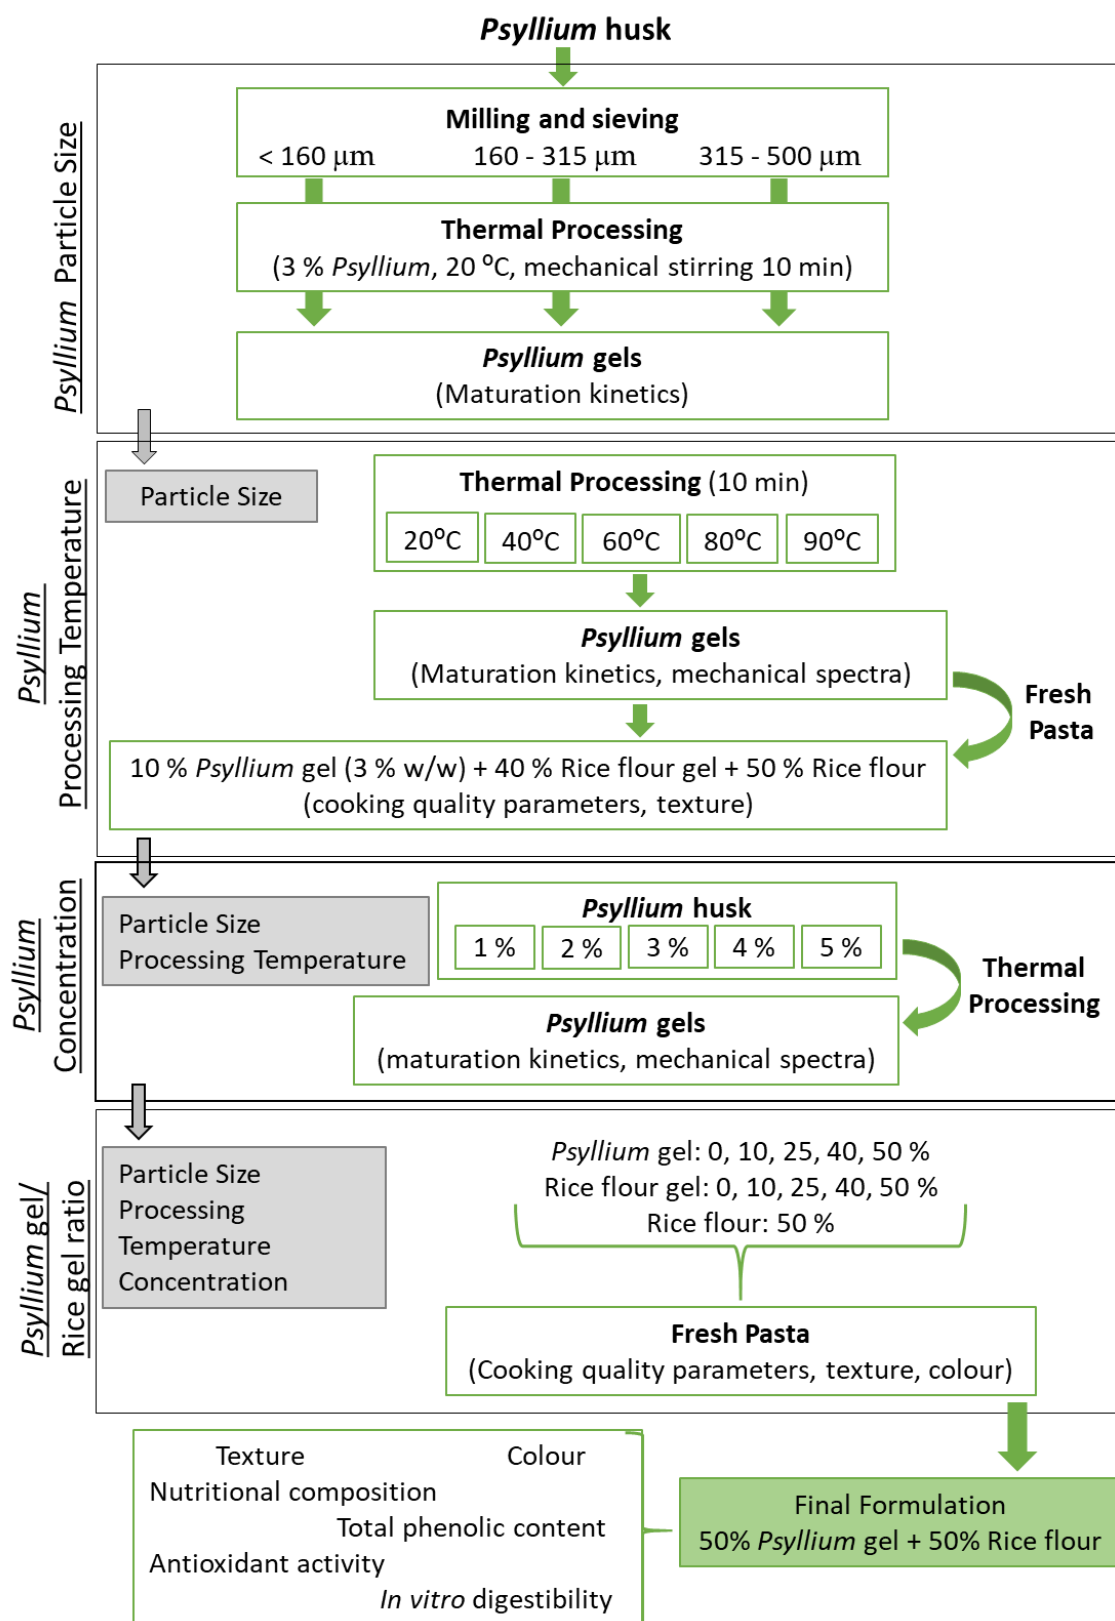 Psyllium husk
Psyllium Particle Size
Milling and sieving
< 160 μm 160 - 315 μm 315 - 500 μm
Thermal Processing
(3 % Psyllium, 20 ºC, mechanical stirring 10 min)
Psyllium gels
(Maturation kinetics)
Psyllium
Processing Temperature
Particle Size
Thermal Processing (10 min)
20ºC 40ºC 60ºC 80ºC 90ºC
Psyllium gels
(Maturation kinetics, mechanical spectra)
Fresh
Pasta
10 % Psyllium gel (3 % w/w) + 40 % Rice flour gel + 50 % Rice flour
(cooking quality parameters, texture)
Psyllium
Concentration
Particle Size
Processing Temperature
Psyllium husk
1 % 2 % 3 % 4 % 5 %
Thermal
Processing
Psyllium gels
(maturation kinetics, mechanical spectra)
Psyllium gel/
Rice gel ratio
Particle Size
Processing
Temperature
Concentration
Psyllium gel: 0, 10, 25, 40, 50 %
Rice flour gel: 0, 10, 25, 40, 50 %
Rice flour: 50 %
Fresh Pasta
(Cooking quality parameters, texture, colour)
Texture Colour
Nutritional composition
Total phenolic content
Antioxidant activity
In vitro digestibility
Final Formulation
50% Psyllium gel + 50% Rice flour